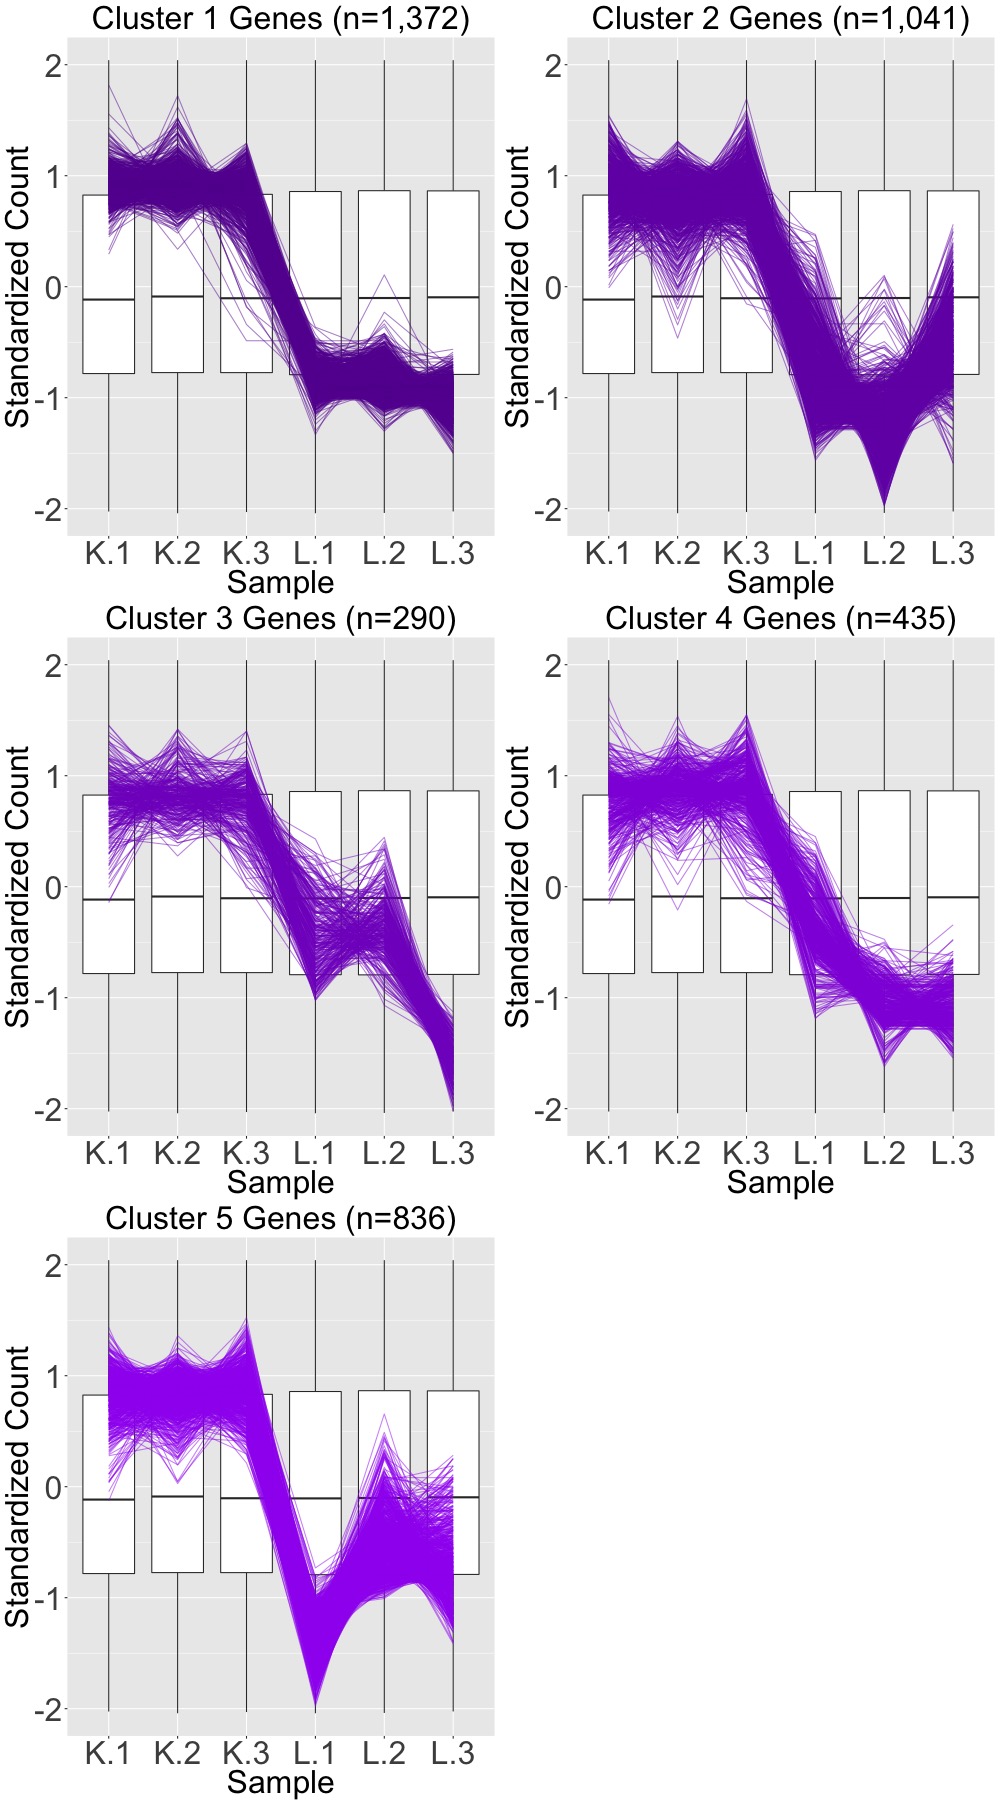 Cluster 1 Genes (n=1,372)
Standardized Count
2
1
0
-1
-2
K.1 K.2 K.3 L.1 L.2 L.3
Sample
Cluster 2 Genes (n=1,041)
Standardized Count
2
1
0
-1
-2
K.1 K.2 K.3 L.1 L.2 L.3
Sample
Cluster 3 Genes (n=290)
Standardized Count
2
1
0
-1
-2
K.1 K.2 K.3 L.1 L.2 L.3
Sample
Cluster 4 Genes (n=435)
Standardized Count
2
1
0
-1
-2
K.1 K.2 K.3 L.1 L.2 L.3
Sample
Cluster 5 Genes (n=836)
Standardized Count
2
1
0
-1
-2
K.1 K.2 K.3 L.1 L.2 L.3
Sample